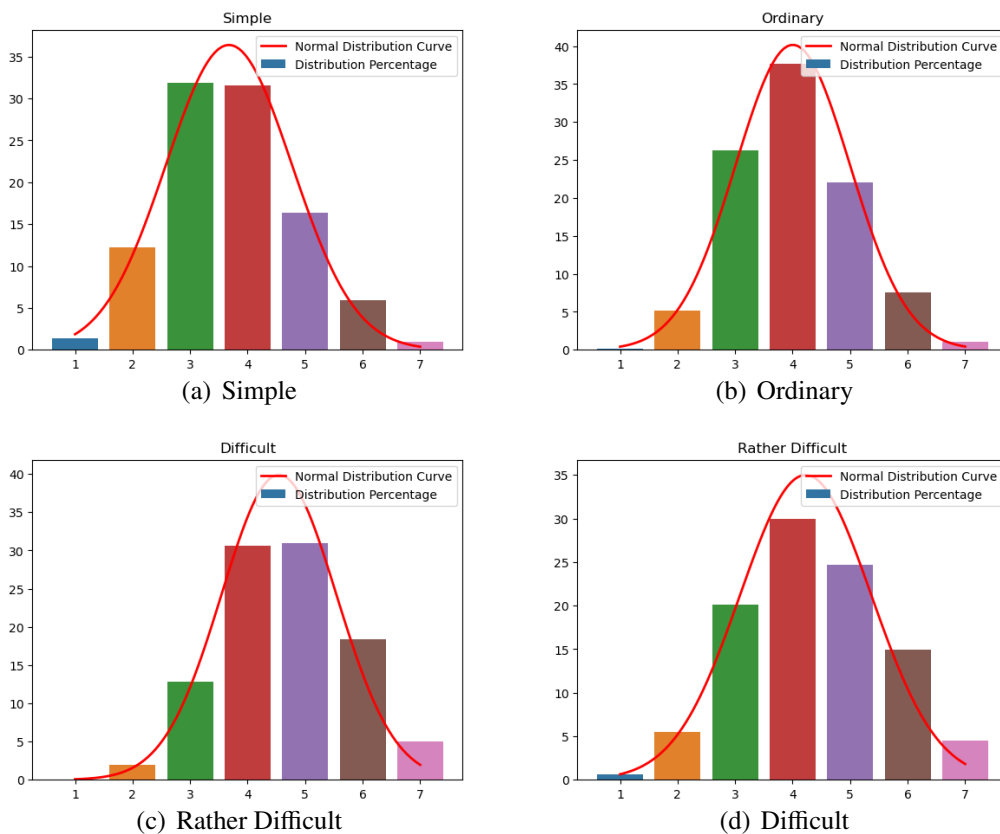 Simple
Normal Distribution Curve
Distribution Percentage
35
30
25
20
15
10
5
0
1 2 3 4 5 6 7
(a) Simple
Ordinary
Normal Distribution Curve
Distribution Percentage
40
35
30
25
20
15
10
5
0
1 2 3 4 5 6 7
(b) Ordinary
Difficult
Normal Distribution Curve
Distribution Percentage
40
35
30
25
20
15
10
5
0
1 2 3 4 5 6 7
(c) Rather Difficult
Rather Difficult
Normal Distribution Curve
Distribution Percentage
35
30
25
20
15
10
5
0
1 2 3 4 5 6 7
(d) Difficult